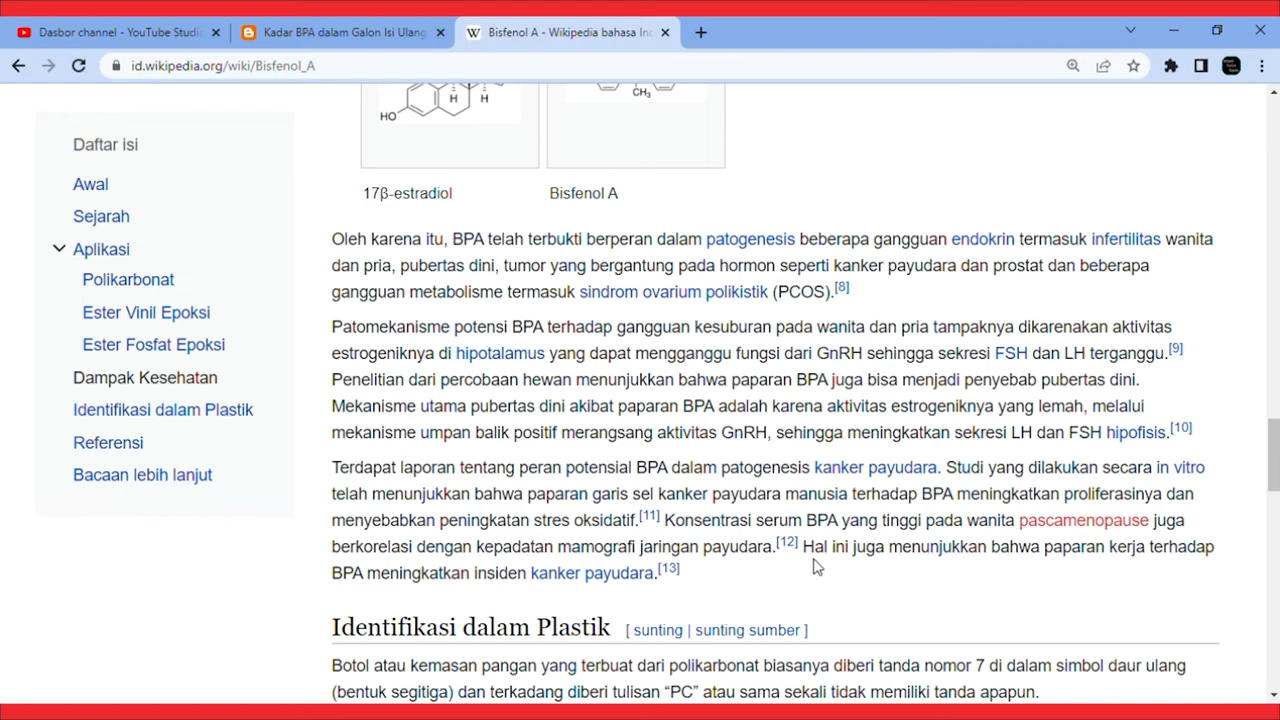 Dasbor channel - YouTube Studio
Kadar BPA dalam Galon Isi Ulang
W Bisfenol A - Wikipedia bahasa Ind
id.wikipedia.org/wiki/Bisfenol_A
HO
H H
CH3
Daftar isi
Awal
Sejarah
Aplikasi
Polikarbonat
Ester Vinil Epoksi
Ester Fosfat Epoksi
Dampak Kesehatan
Identifikasi dalam Plastik
Referensi
Bacaan lebih lanjut
17β-estradiol
Bisfenol A
Oleh karena itu, BPA telah terbukti berperan dalam patogenesis beberapa gangguan endokrin termasuk infertilitas wanita
dan pria, pubertas dini, tumor yang bergantung pada hormon seperti kanker payudara dan prostat dan beberapa
gangguan metabolisme termasuk sindrom ovarium polikistik (PCOS).[8]
Patomekanisme potensi BPA terhadap gangguan kesuburan pada wanita dan pria tampaknya dikarenakan aktivitas
estrogeniknya di hipotalamus yang dapat mengganggu fungsi dari GnRH sehingga sekresi FSH dan LH terganggu.[9]
Penelitian dari percobaan hewan menunjukkan bahwa paparan BPA juga bisa menjadi penyebab pubertas dini.
Mekanisme utama pubertas dini akibat paparan BPA adalah karena aktivitas estrogeniknya yang lemah, melalui
mekanisme umpan balik positif merangsang aktivitas GnRH, sehingga meningkatkan sekresi LH dan FSH hipofisis.[10]
Terdapat laporan tentang peran potensial BPA dalam patogenesis kanker payudara. Studi yang dilakukan secara in vitro
telah menunjukkan bahwa paparan garis sel kanker payudara manusia terhadap BPA meningkatkan proliferasinya dan
menyebabkan peningkatan stres oksidatif.[11] Konsentrasi serum BPA yang tinggi pada wanita pascamenopause juga
berkorelasi dengan kepadatan mamografi jaringan payudara.[12] Hal ini juga menunjukkan bahwa paparan kerja terhadap
BPA meningkatkan insiden kanker payudara.[13]
Identifikasi dalam Plastik [ sunting | sunting sumber ]
Botol atau kemasan pangan yang terbuat dari polikarbonat biasanya diberi tanda nomor 7 di dalam simbol daur ulang
(bentuk segitiga) dan terkadang diberi tulisan “PC” atau sama sekali tidak memiliki tanda apapun.